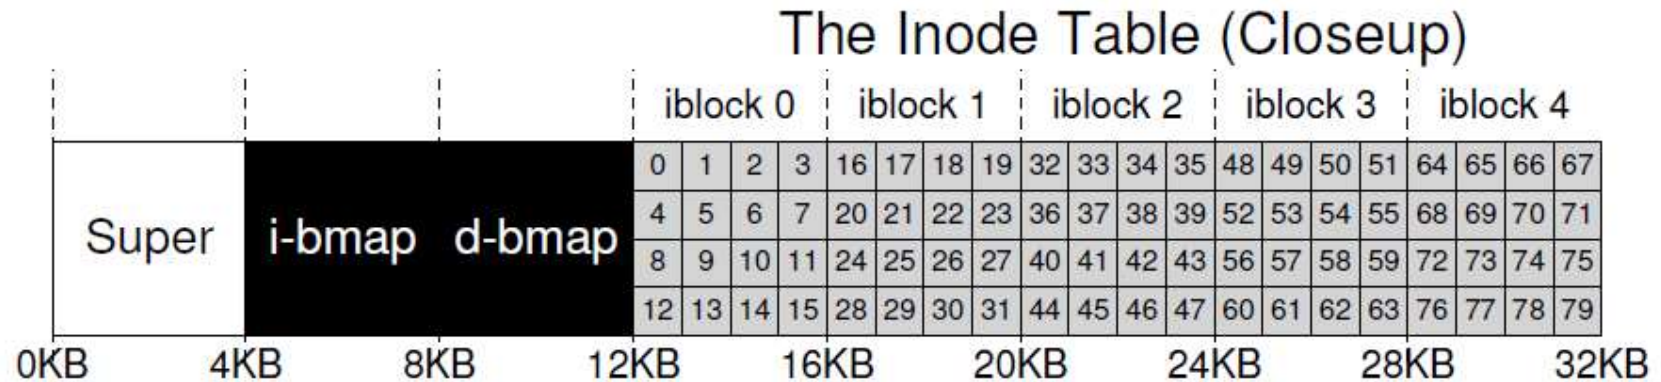 The Inode Table (Closeup)
iblock 0 iblock 1 iblock 2 iblock 3 iblock 4
0 1 2 3 16 17 18 19 32 33 34 35 48 49 50 51 64 65 66 67
4 5 6 7 20 21 22 23 36 37 38 39 52 53 54 55 68 69 70 71
Super i-bmap d-bmap
8 9 10 11 24 25 26 27 40 41 42 43 56 57 58 59 72 73 74 75
12 13 14 15 28 29 30 31 44 45 46 47 60 61 62 63 76 77 78 79
0KB 4KB 8KB 12KB 16KB 20KB 24KB 28KB 32KB